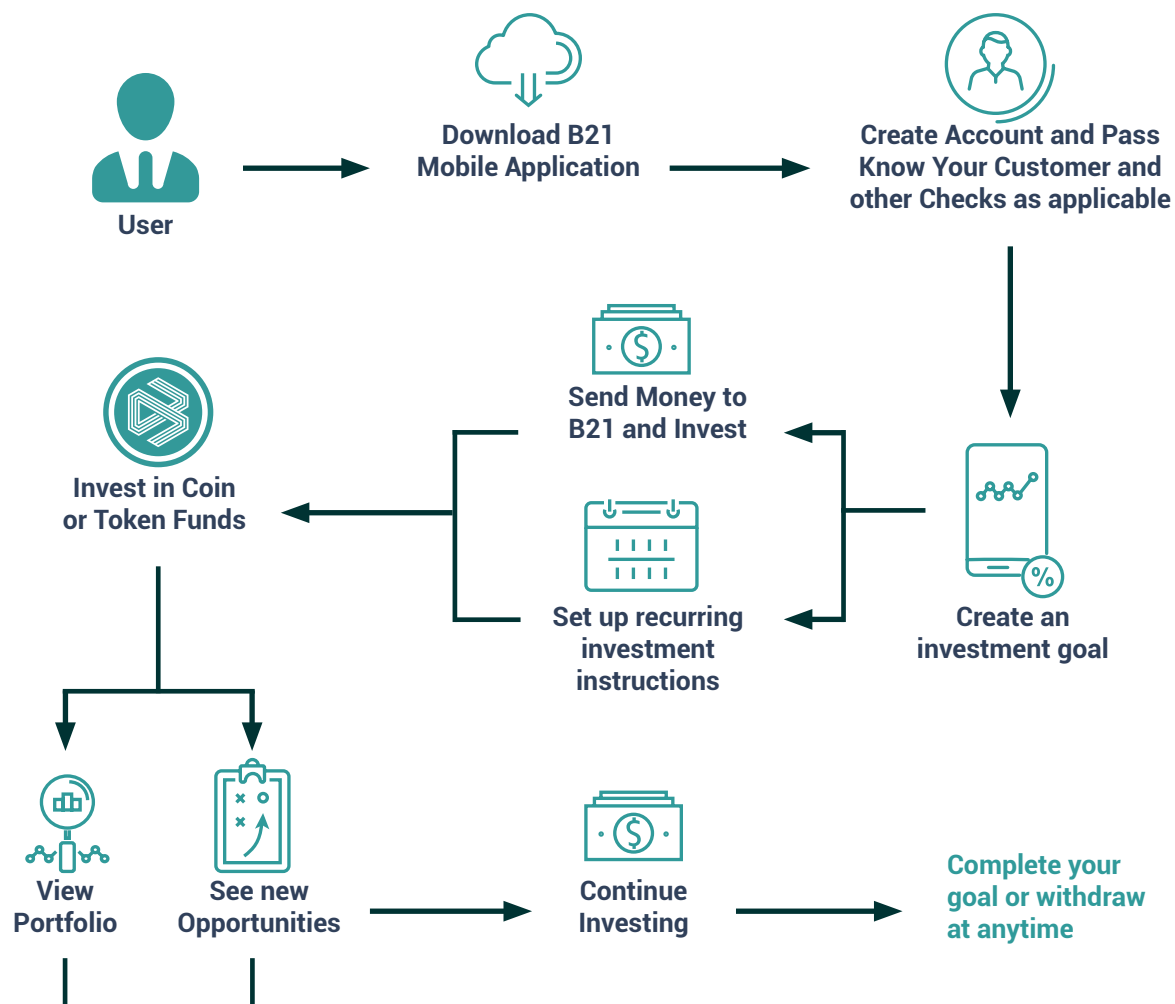 User
Download B21
Mobile Application
Create Account and Pass
Know Your Customer and
other Checks as applicable
Send Money to
B21 and Invest
Invest in Coin
or Token Funds
%
Set up recurring
investment
instructions
Create an
investment goal
View
Portfolio
See new
Opportunities
Continue
Investing
Complete your
goal or withdraw
at anytime